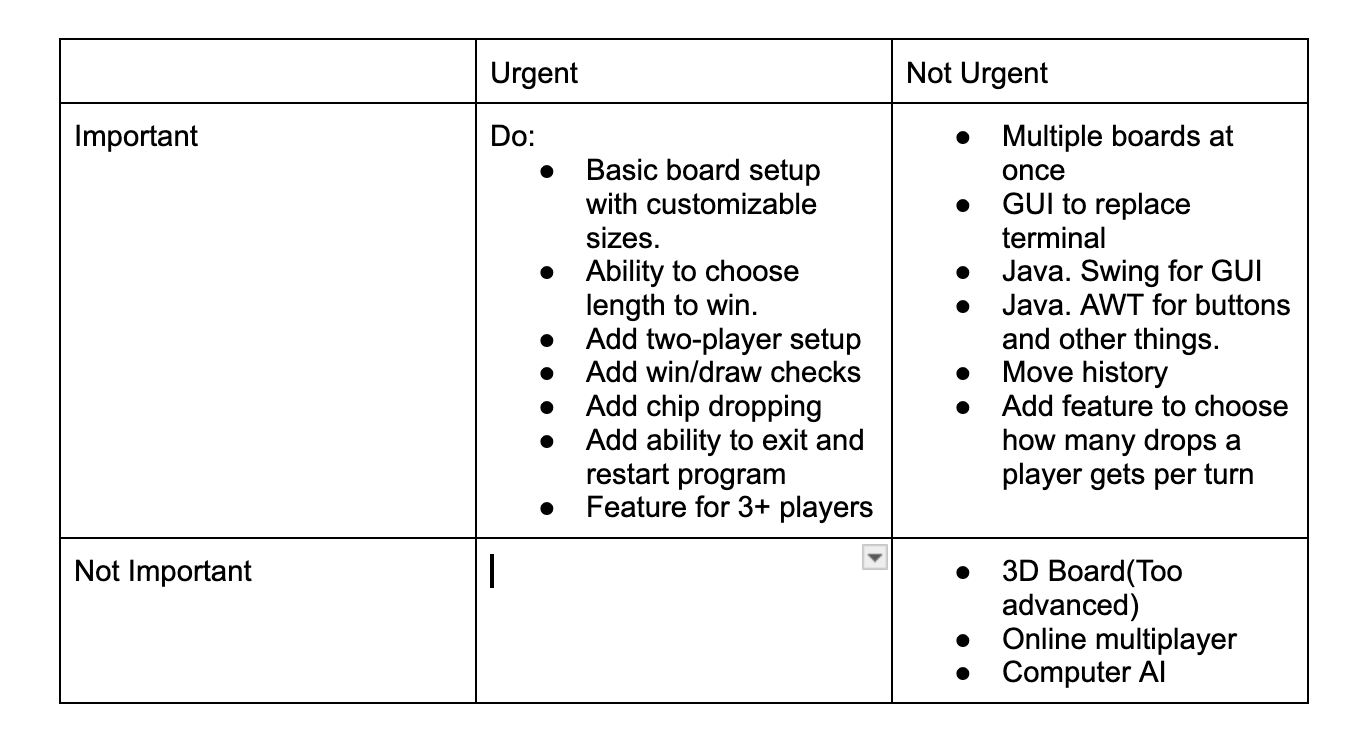 Urgent
Not Urgent
Important
Do:
● Basic board setup
with customizable
sizes.
● Ability to choose
length to win.
● Add two-player setup
● Add win/draw checks
● Add chip dropping
● Add ability to exit and
restart program
● Feature for 3+ players
● Multiple boards at
once
● GUI to replace
terminal
● Java. Swing for GUI
● Java. AWT for buttons
and other things.
● Move history
● Add feature to choose
how many drops a
player gets per turn
Not Important
● 3D Board(Too
advanced)
● Online multiplayer
● Computer AI